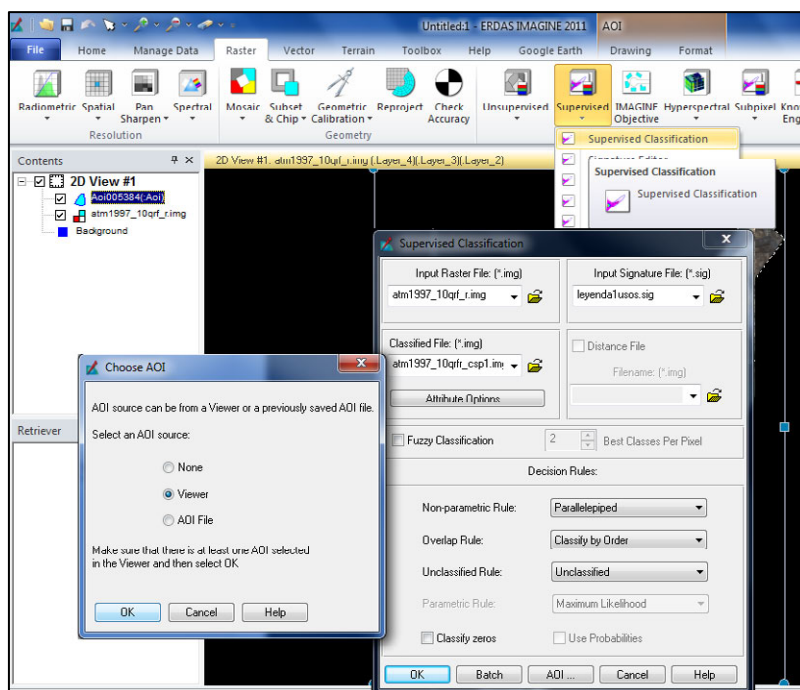 Untitled:1 - ERDAS IMAGINE 2011 AOI
File Home Manage Data Raster Vector Terrain Toolbox Help Google Earth Drawing Format
Radiometric Spatial Pan Sharpen Spectral Mosaic Subset & Chip Geometric Calibration Reproject Check Accuracy Unsupervised Supervised IMAGINE Objective Hyperspectral Subpixel
Resolution Geometry
Supervised Classification
Signature Editor
Supervised Classification
Supervised Classification
Contents
2D View #1: atm1997_10qrf_r.img (:Layer_4)(:Layer_3)(:Layer_2)
2D View #1
Aoi005384(:Aoi)
atm1997_10qrf_r.img
Background
Retriever
Supervised Classification
Input Raster File: (*.img)
atm1997_10qrf_r.img
Input Signature File: (*.sig)
leyenda1usos.sig
Classified File: (*.img)
atm1997_10qrfr_csp1.img
Attribute Options
Distance File
Filename: (*.img)
Fuzzy Classification 2 Best Classes Per Pixel
Decision Rules:
Non-parametric Rule: Parallelepiped
Overlap Rule: Classify by Order
Unclassified Rule: Unclassified
Parametric Rule: Maximum Likelihood
Classify zeros Use Probabilities
OK Batch AOI ... Cancel Help
Choose AOI
AOI source can be from a Viewer or a previously saved AOI file.
Select an AOI source:
None
Viewer
AOI File
Make sure that there is at least one AOI selected
in the Viewer and then select OK
OK Cancel Help